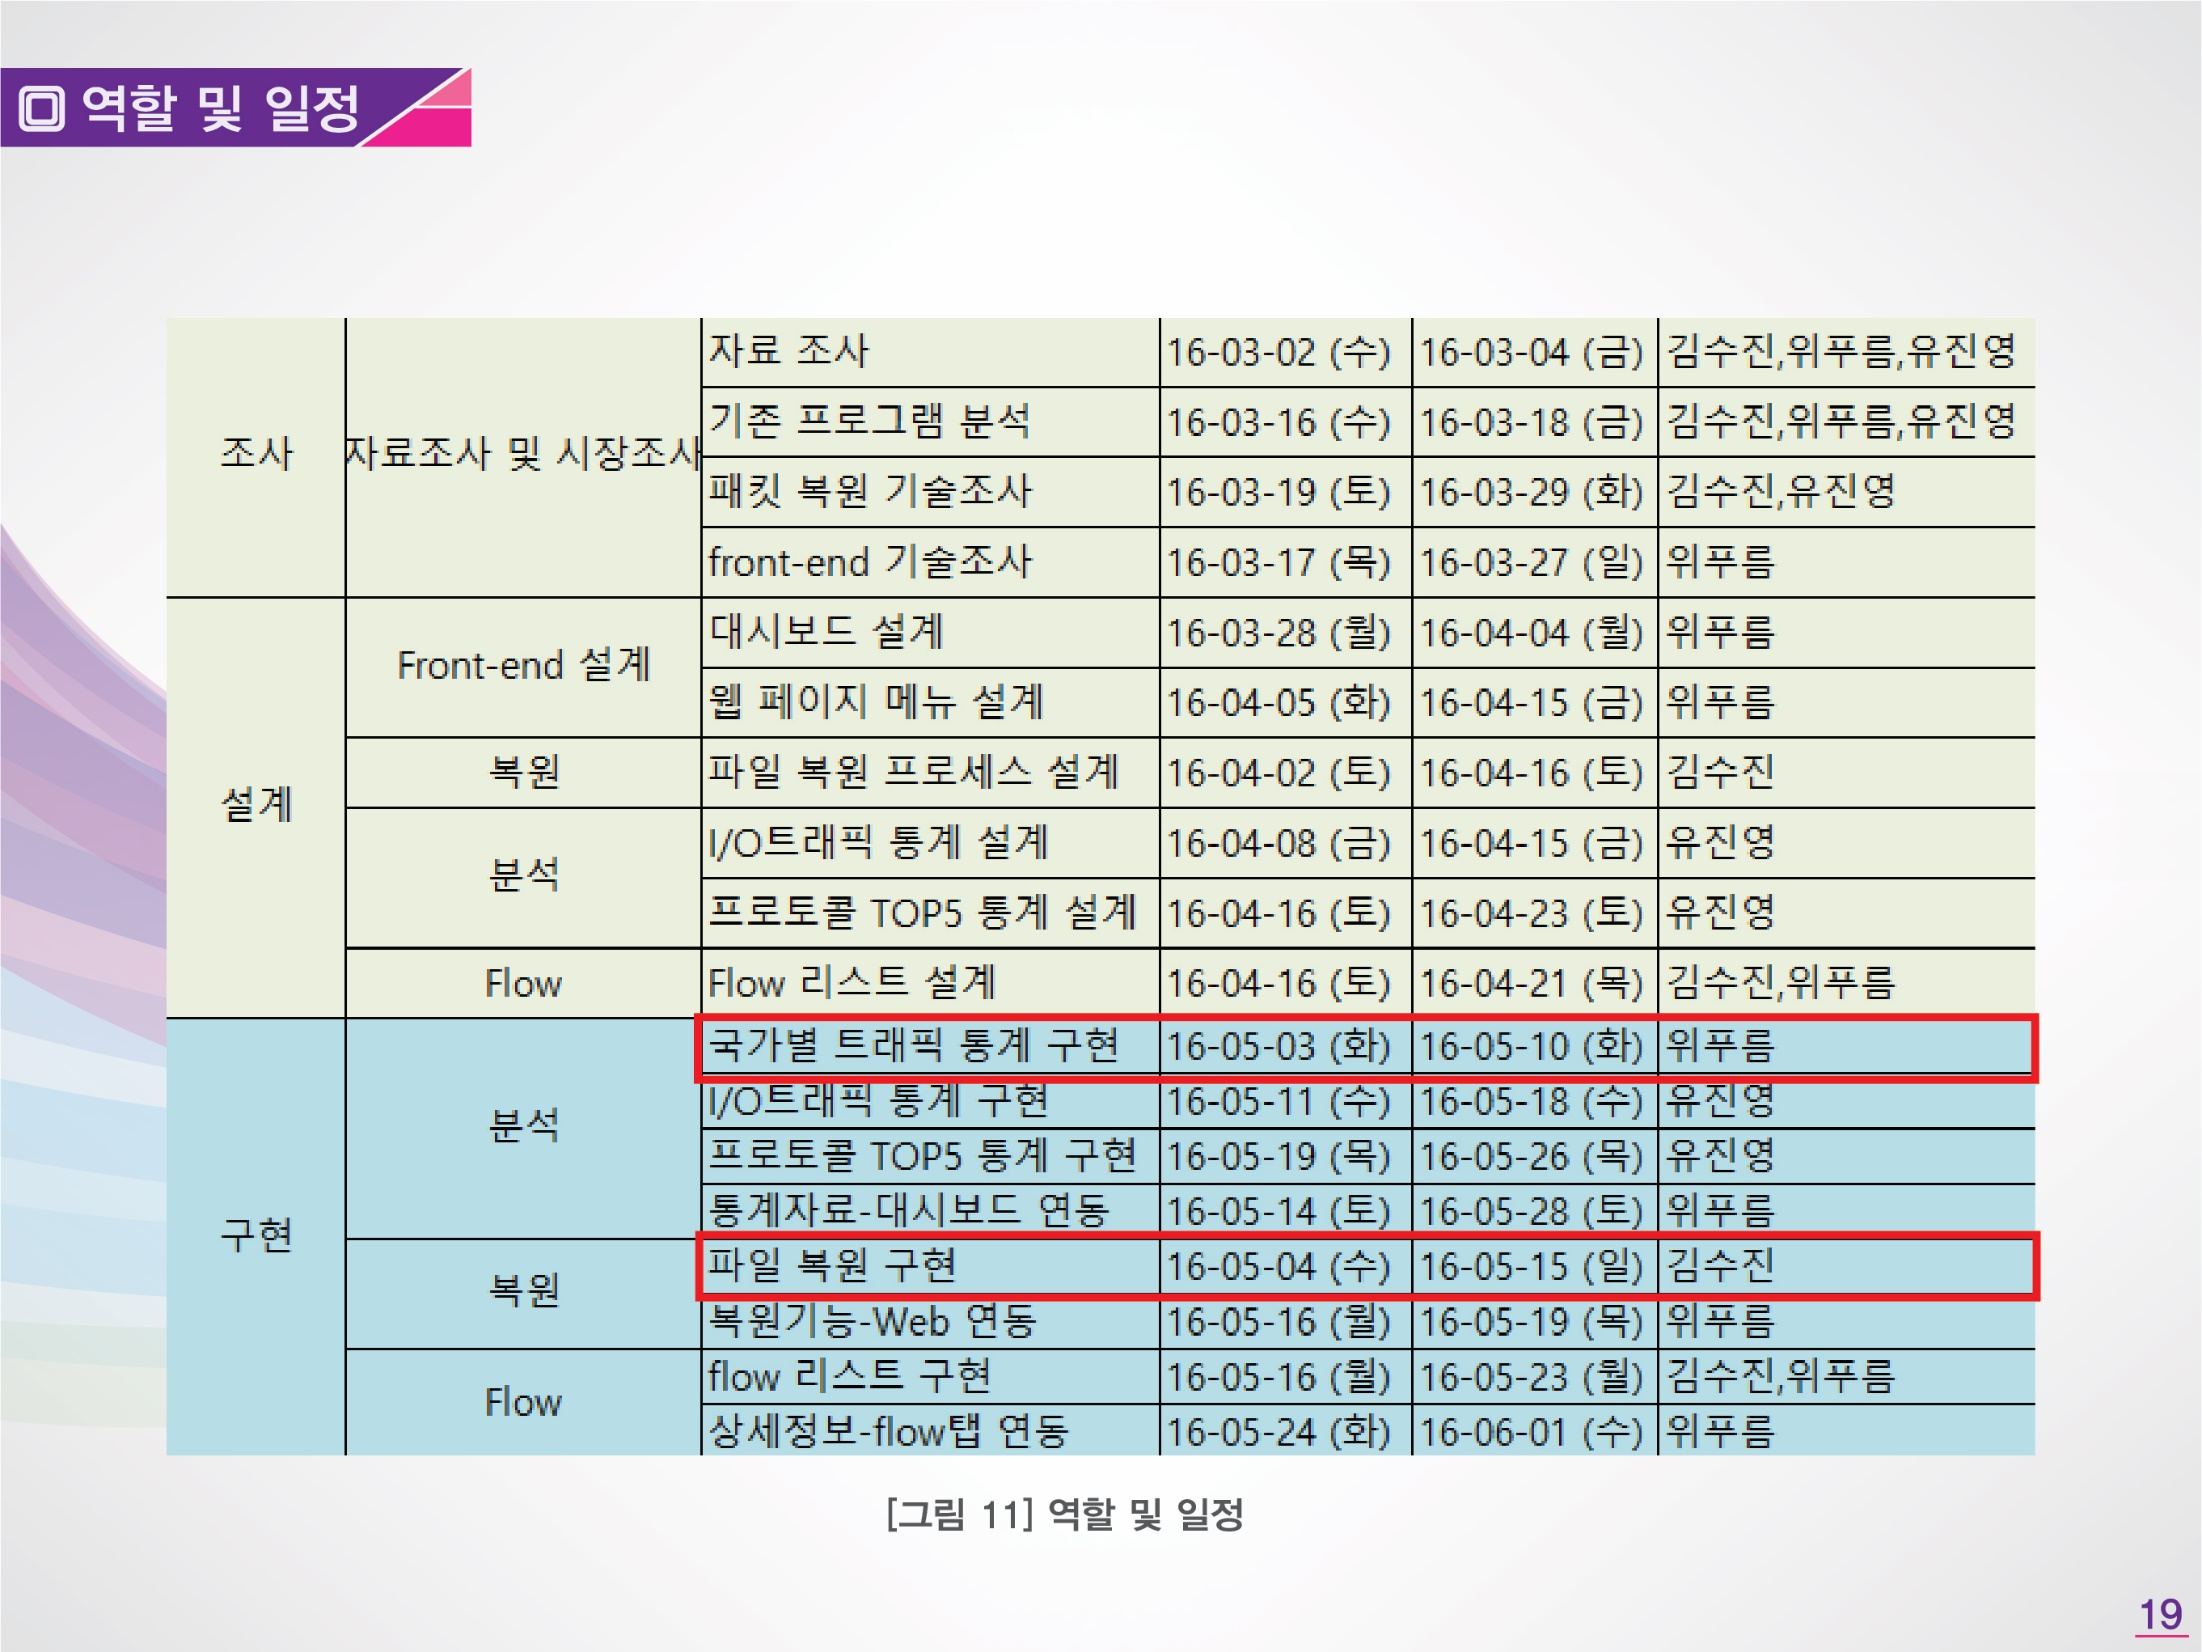 역할 및 일정
조사
자료조사 및 시장조사
자료 조사 16-03-02 (수) 16-03-04 (금) 김수진,위푸름,유진영
기존 프로그램 분석 16-03-16 (수) 16-03-18 (금) 김수진,위푸름,유진영
패킷 복원 기술조사 16-03-19 (토) 16-03-29 (화) 김수진,유진영
front-end 기술조사 16-03-17 (목) 16-03-27 (일) 위푸름
설계
Front-end 설계
대시보드 설계 16-03-28 (월) 16-04-04 (월) 위푸름
웹 페이지 메뉴 설계 16-04-05 (화) 16-04-15 (금) 위푸름
복원 파일 복원 프로세스 설계 16-04-02 (토) 16-04-16 (토) 김수진
분석
I/O트래픽 통계 설계 16-04-08 (금) 16-04-15 (금) 유진영
프로토콜 TOP5 통계 설계 16-04-16 (토) 16-04-23 (토) 유진영
Flow Flow 리스트 설계 16-04-16 (토) 16-04-21 (목) 김수진,위푸름
구현
분석
국가별 트래픽 통계 구현 16-05-03 (화) 16-05-10 (화) 위푸름
I/O트래픽 통계 구현 16-05-11 (수) 16-05-18 (수) 유진영
프로토콜 TOP5 통계 구현 16-05-19 (목) 16-05-26 (목) 유진영
통계자료-대시보드 연동 16-05-14 (토) 16-05-28 (토) 위푸름
복원
파일 복원 구현 16-05-04 (수) 16-05-15 (일) 김수진
복원기능-Web 연동 16-05-16 (월) 16-05-19 (목) 위푸름
Flow
flow 리스트 구현 16-05-16 (월) 16-05-23 (월) 김수진,위푸름
상세정보-flow탭 연동 16-05-24 (화) 16-06-01 (수) 위푸름
[그림 11] 역할 및 일정
19